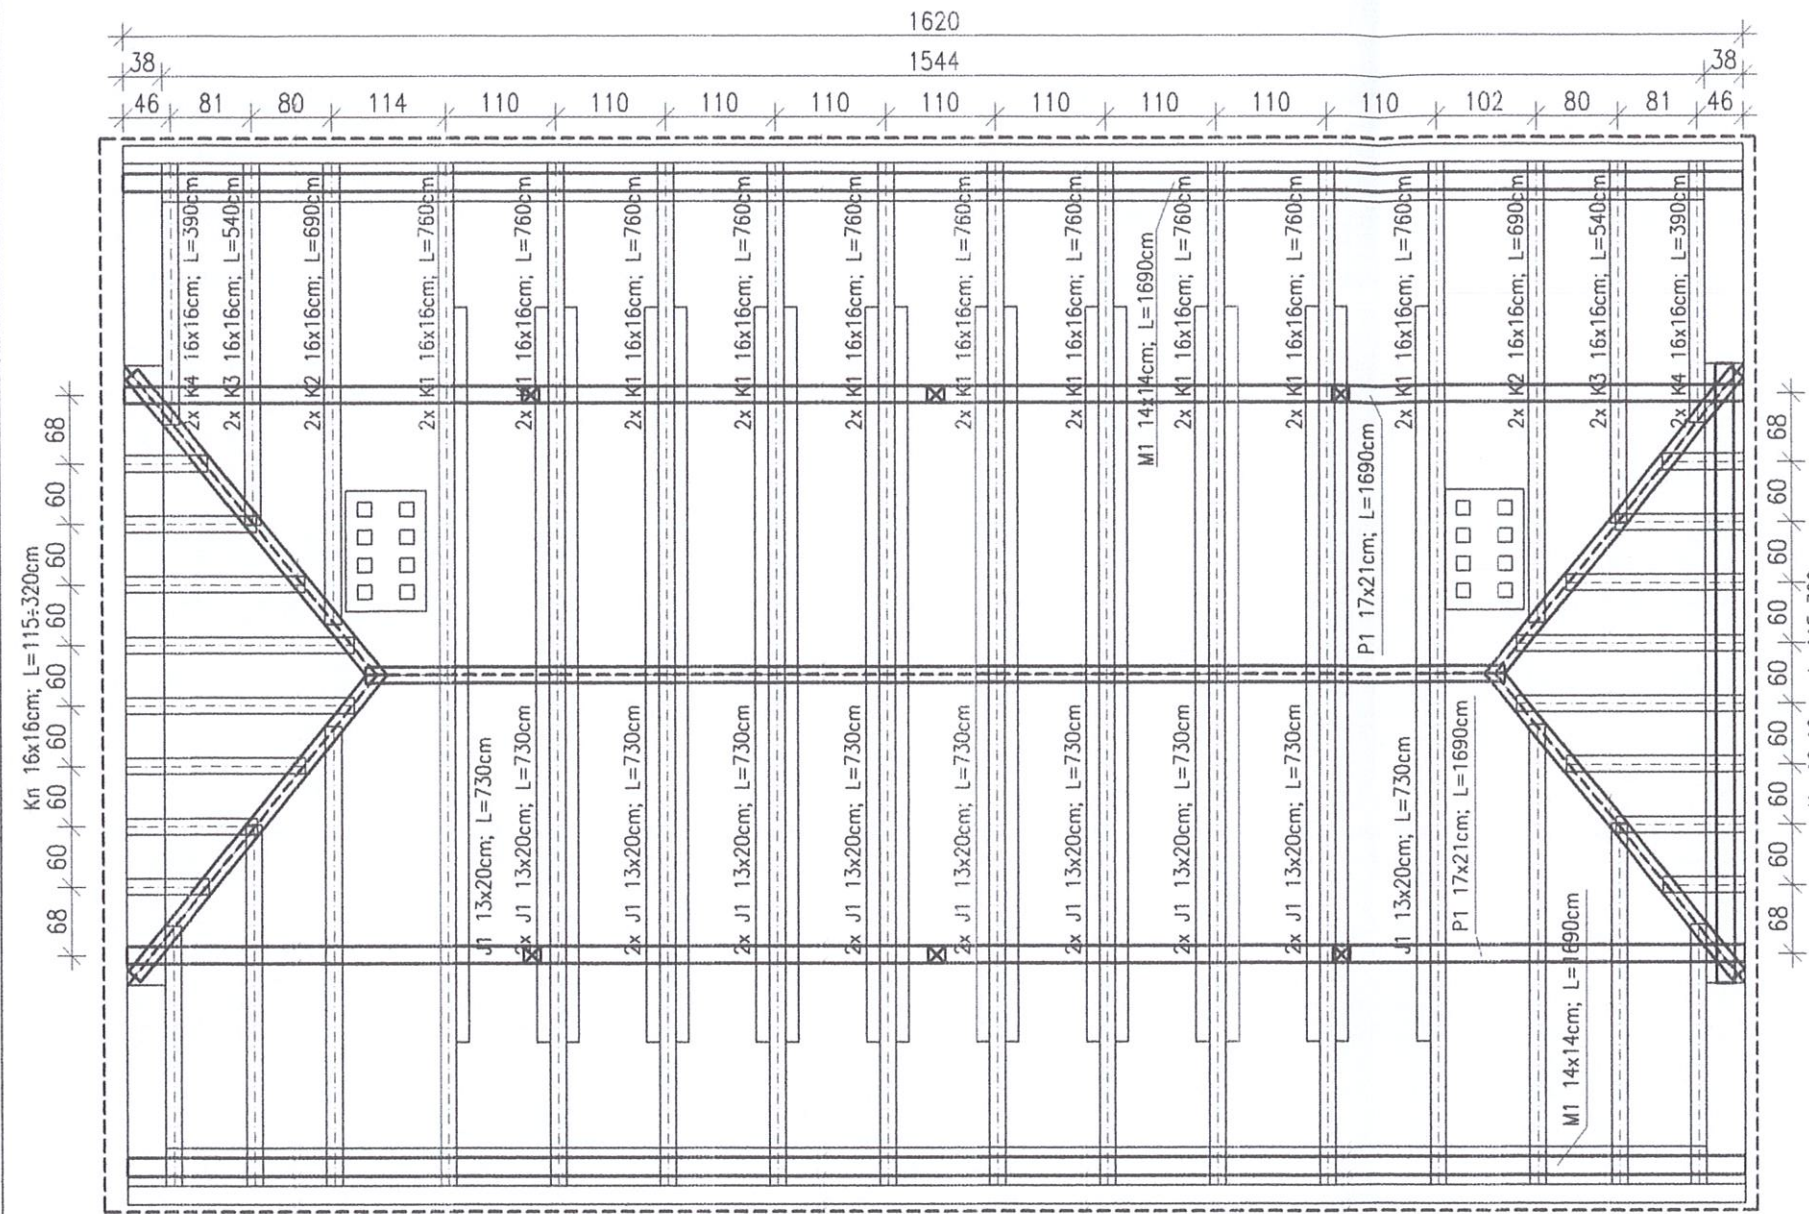 1620
38 1544 38
46 81 80 114 110 110 110 110 110 110 110 110 110 102 80 81 46
2x K4 16x16cm; L=390cm
2x K3 16x16cm; L=540cm
2x K2 16x16cm; L=690cm
2x K1 16x16cm; L=760cm
2x K1 16x16cm; L=760cm
2x K1 16x16cm; L=760cm
2x K1 16x16cm; L=760cm
2x K1 16x16cm; L=760cm
2x K1 16x16cm; L=760cm
2x K1 16x16cm; L=760cm
M1 14x14cm; L=1690cm
2x K1 16x16cm; L=760cm
2x K1 16x16cm; L=760cm
2x K1 16x16cm; L=760cm
2x K2 16x16cm; L=690cm
2x K3 16x16cm; L=540cm
2x K4 16x16cm; L=390cm
P1 17x21cm; L=1690cm
Kn 16x16cm; L=115÷320cm
68
60
60
60
60
60
60
60
68
68
60
60
60
60
60
60
60
68
J1 13x20cm; L=730cm
2x J1 13x20cm; L=730cm
2x J1 13x20cm; L=730cm
2x J1 13x20cm; L=730cm
2x J1 13x20cm; L=730cm
2x J1 13x20cm; L=730cm
2x J1 13x20cm; L=730cm
2x J1 13x20cm; L=730cm
2x J1 13x20cm; L=730cm
J1 13x20cm; L=730cm
P1 17x21cm; L=1690cm
M1 14x14cm; L=1690cm